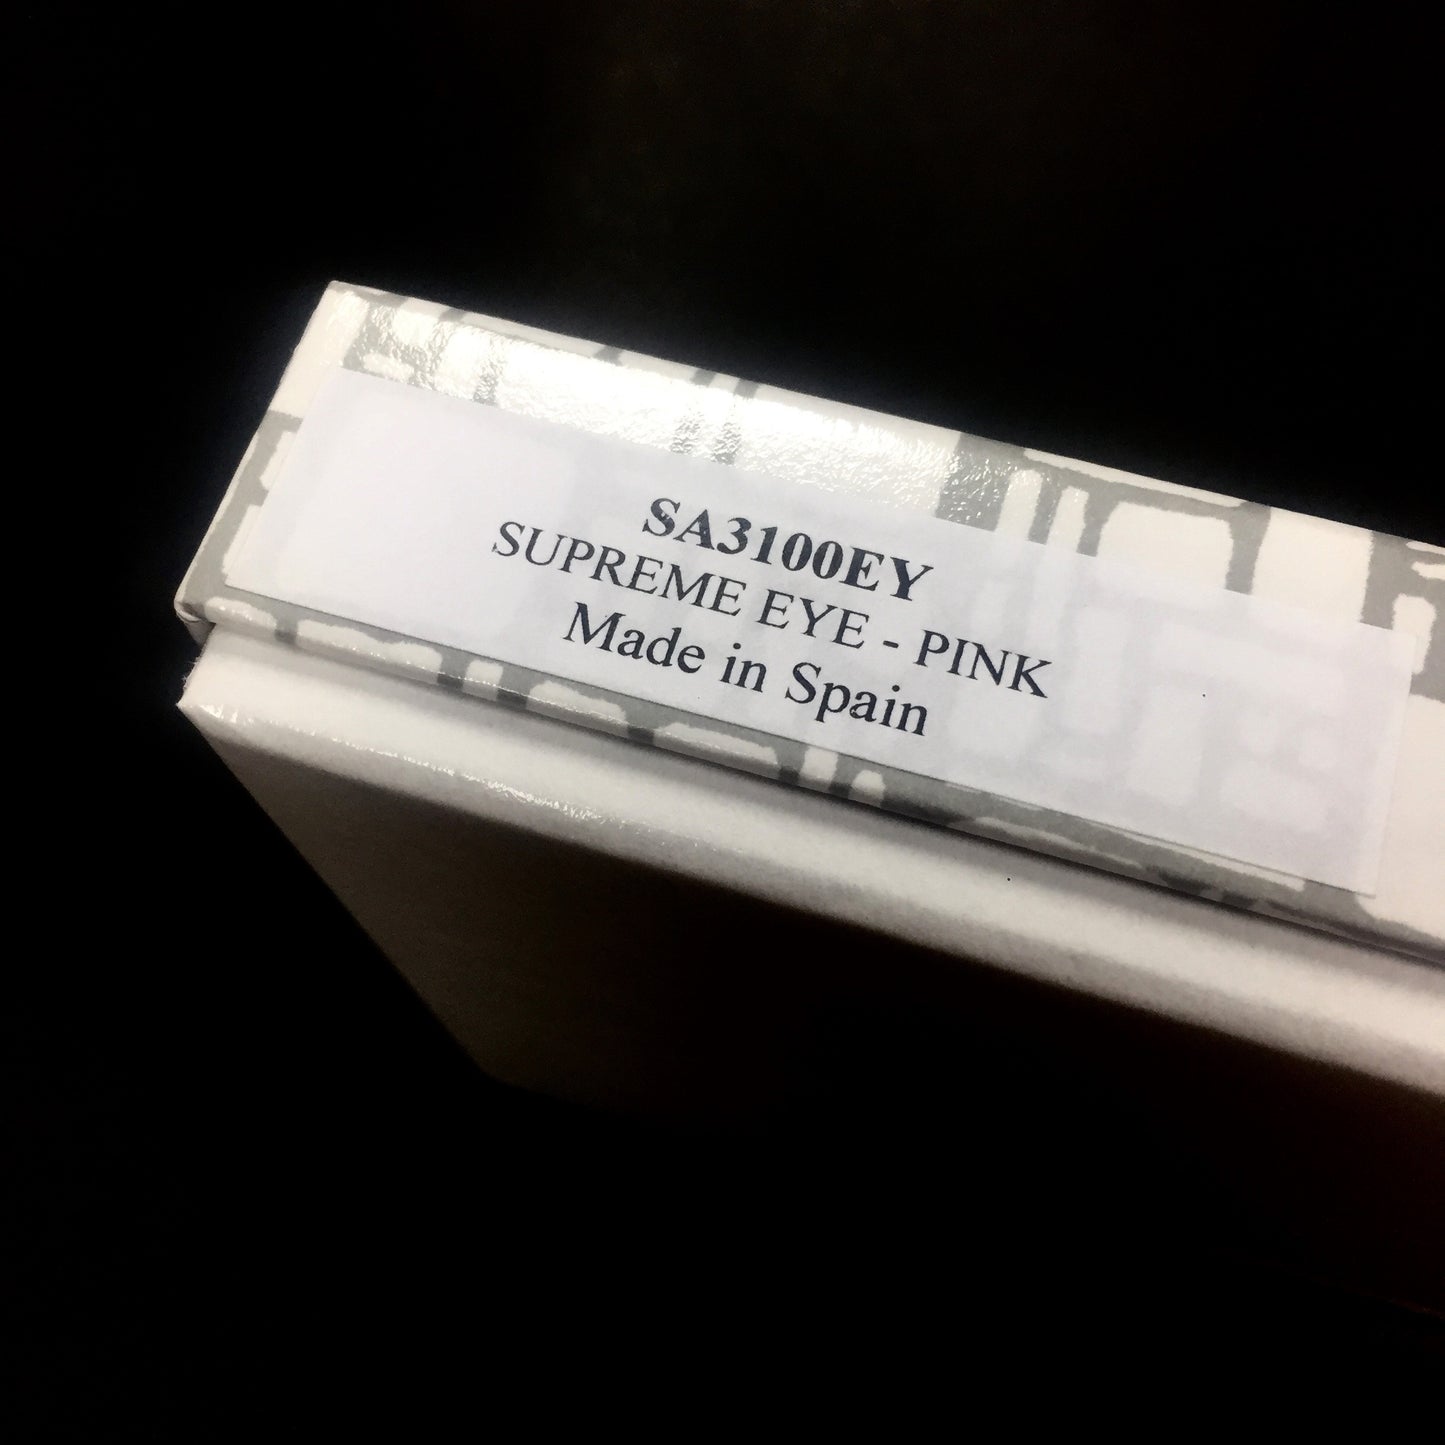 SA3100EY
SUPREME EYE - PINK
Made in Spain